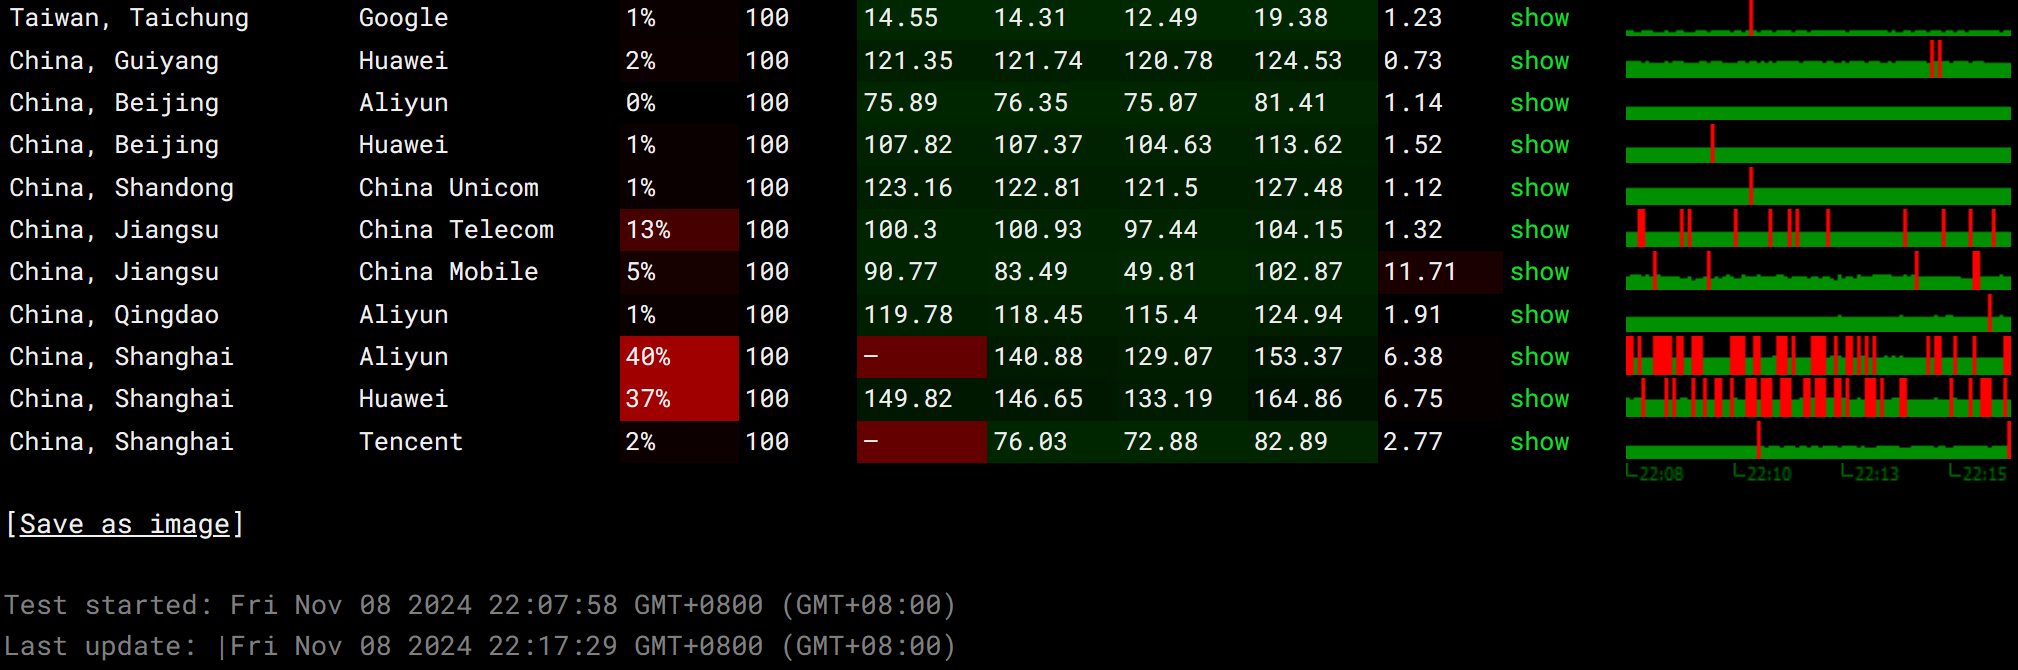 Taiwan, Taichung Google 1% 100 14.55 14.31 12.49 19.38 1.23 show
China, Guiyang Huawei 2% 100 121.35 121.74 120.78 124.53 0.73 show
China, Beijing Aliyun 0% 100 75.89 76.35 75.07 81.41 1.14 show
China, Beijing Huawei 1% 100 107.82 107.37 104.63 113.62 1.52 show
China, Shandong China Unicom 1% 100 123.16 122.81 121.5 127.48 1.12 show
China, Jiangsu China Telecom 13% 100 100.3 100.93 97.44 104.15 1.32 show
China, Jiangsu China Mobile 5% 100 90.77 83.49 49.81 102.87 11.71 show
China, Qingdao Aliyun 1% 100 119.78 118.45 115.4 124.94 1.91 show
China, Shanghai Aliyun 40% 100 – 140.88 129.07 153.37 6.38 show
China, Shanghai Huawei 37% 100 149.82 146.65 133.19 164.86 6.75 show
China, Shanghai Tencent 2% 100 – 76.03 72.88 82.89 2.77 show
22:08 22:10 22:13 22:15
[Save as image]
Test started: Fri Nov 08 2024 22:07:58 GMT+0800 (GMT+08:00)
Last update: |Fri Nov 08 2024 22:17:29 GMT+0800 (GMT+08:00)